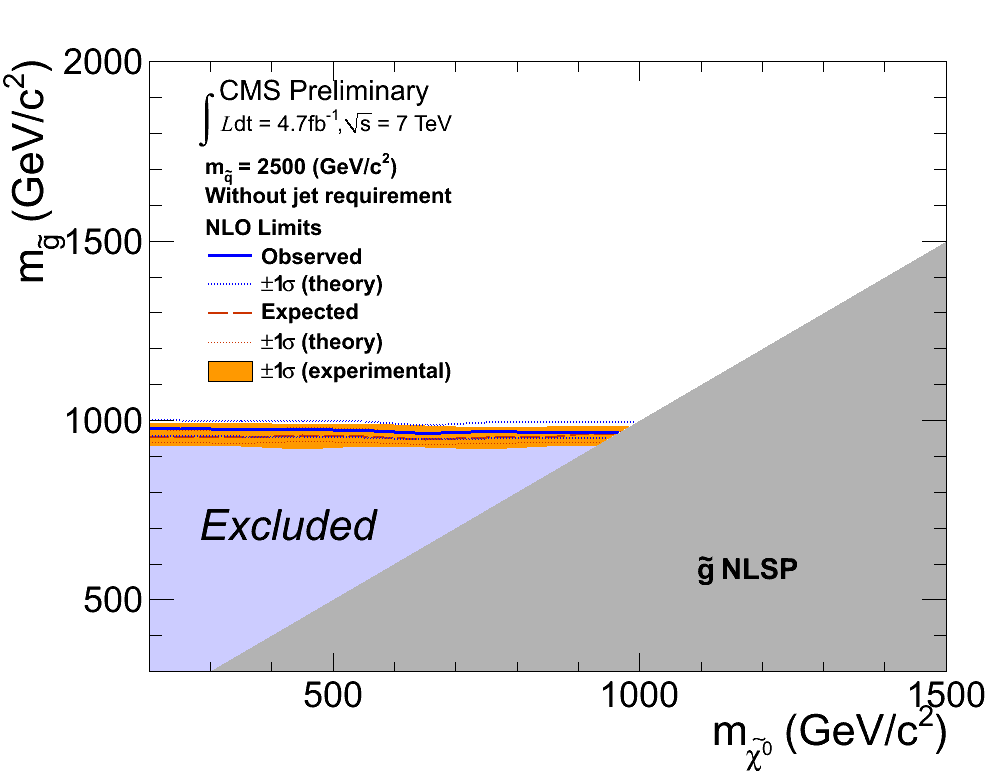 CMS Preliminary
∫ Ldt = 4.7fb⁻¹, √s = 7 TeV
m_q̃ = 2500 (GeV/c²)
Without jet requirement
NLO Limits
Observed
±1σ (theory)
Expected
±1σ (theory)
±1σ (experimental)
m_g̃ (GeV/c²)
2000
1500
1000
500
Excluded
g̃ NLSP
500
1000
1500
m_χ̃⁰ (GeV/c²)